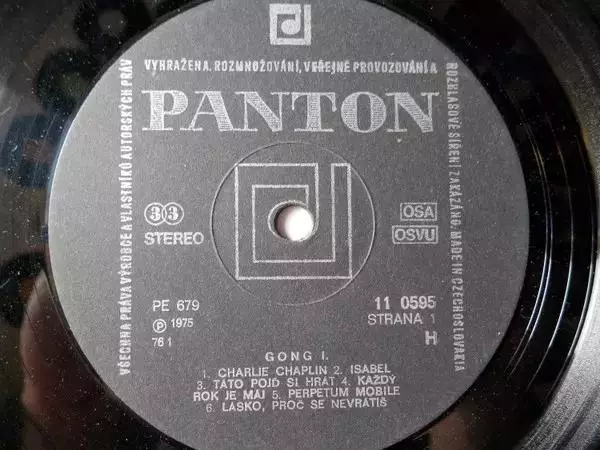 VYHRAŽENA. ROZMNOŽOVÁNÍ, VEŘEJNÉ PROVOZOVÁNÍ A
ROZHLASOVÉ ŠÍŘENÍ ZAKÁZÁNO. MADE IN CZECHOSLOVAKIA
VŠECHNA PRÁVA VÝROBCE A VLASTNÍKŮ AUTORSKÝCH PRÁV
PANTON
33
STEREO
OSA
OSVU
PE 679
℗ 1975
76 1
11 0595
STRANA 1
H
GONG I.
1. CHARLIE CHAPLIN 2. ISABEL
3. TÁTO POJĎ SI HRÁT 4. KAŽDÝ
ROK JE MÁJ 5. PERPETUM MOBILE
6. LÁSKO, PROČ SE NEVRÁTÍŠ